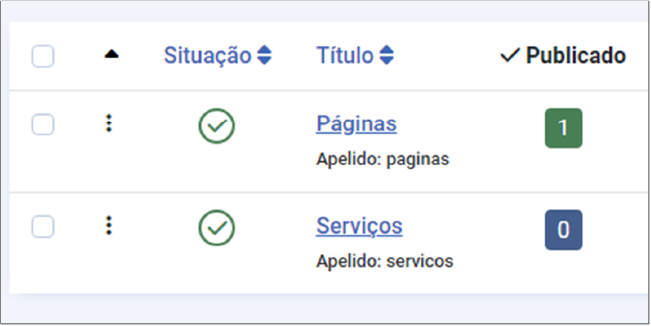 Situação Título Publicado
Páginas 1
Apelido: paginas
Serviços 0
Apelido: servicos